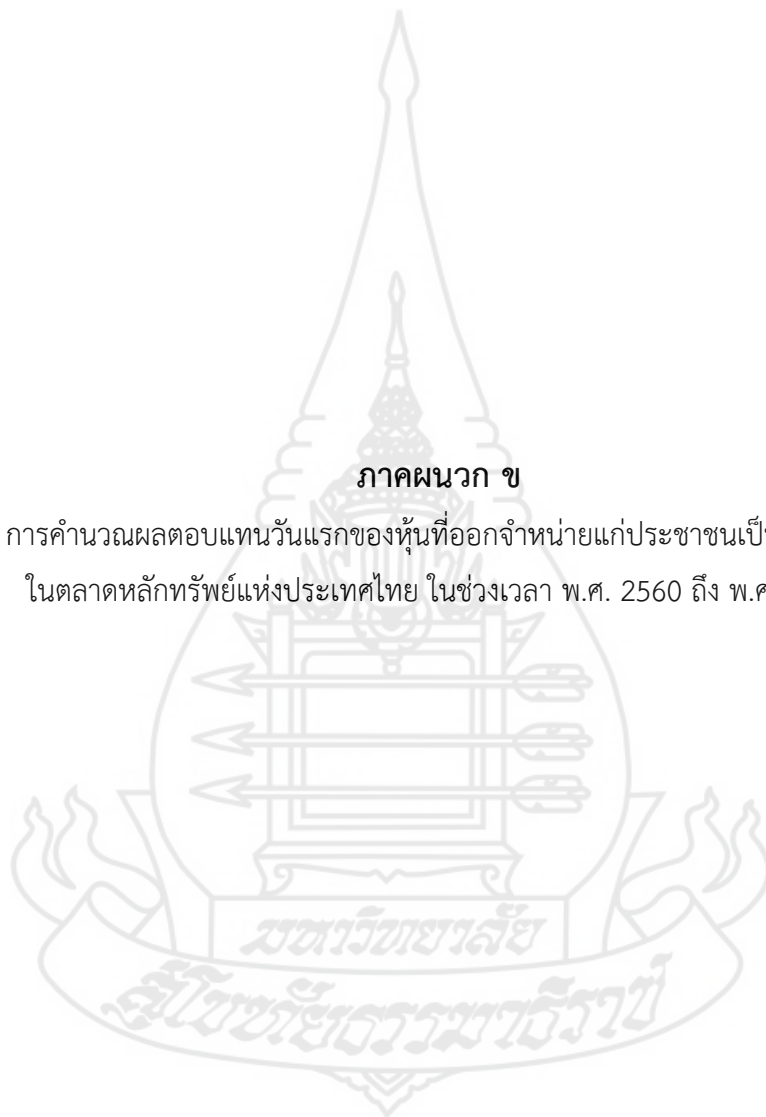 ภาคผนวก ข
การคำนวณผลตอบแทนวันแรกของหุ้นที่ออกจำหน่ายแก่ประชาชน
ในตลาดหลักทรัพย์แห่งประเทศไทย ในช่วงเวลา พ.ศ. 2560 ถึง
มหาวิทยาลัย
สุโขทัยธรรมาธิราช